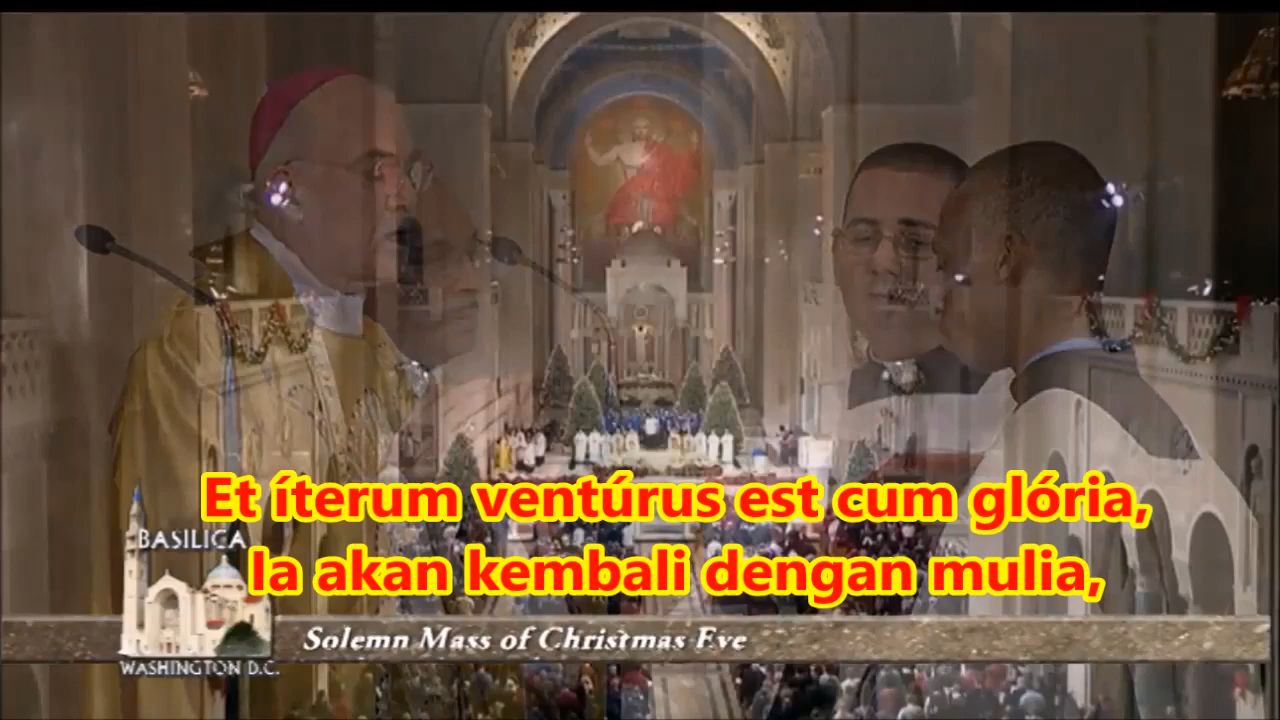 Et íterum ventúrus est cum glória,
Ia akan kembali dengan mulia,
BASILICA
WASHINGTON D.C.
Solemn Mass of Christmas Eve